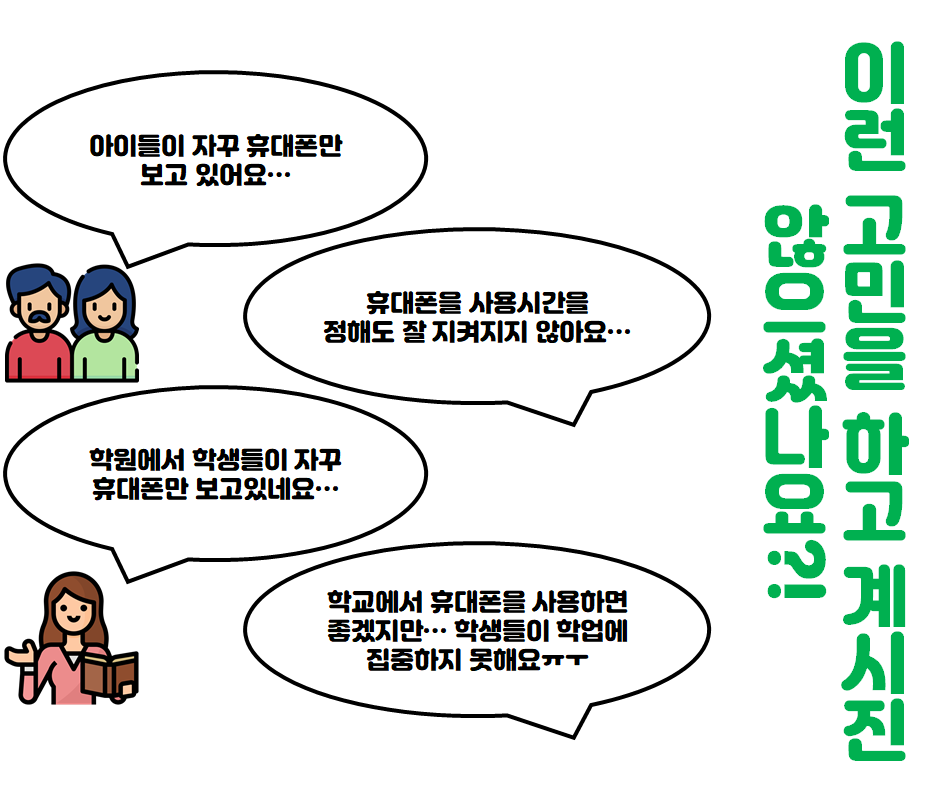 아이들이 자꾸 휴대폰만
보고 있어요…
휴대폰을 사용시간을
정해도 잘 지켜지지 않아요…
학원에서 학생들이 자꾸
휴대폰만 보고있네요…
학교에서 휴대폰을 사용하면
좋겠지만… 학생들이 학업에
집중하지 못해요ㅠㅜ
이런 고민을 하고 계시진
않이셨나요?!